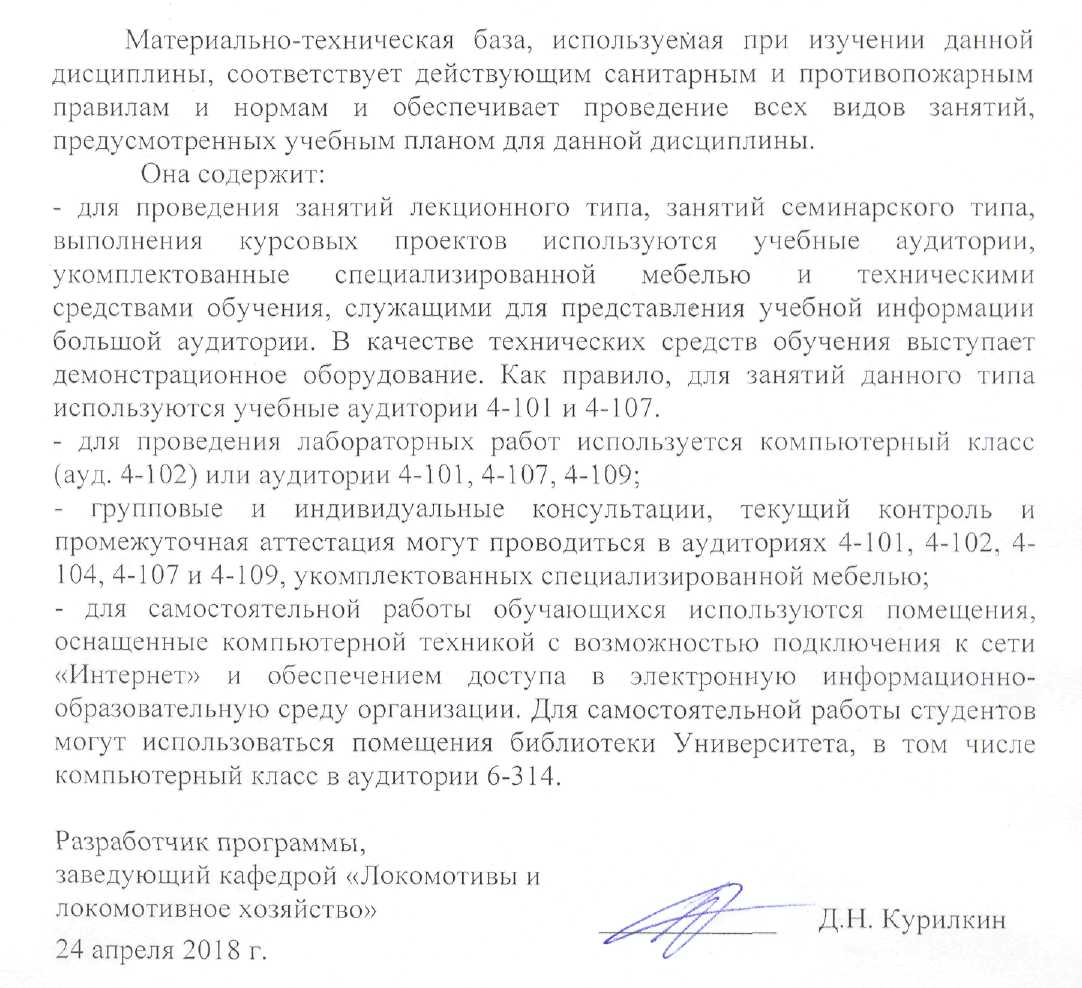 Материально-техническая база, используемая при изучении данной
дисциплины, соответствует действующим санитарным и противопожарным
правилам и нормам и обеспечивает проведение всех видов занятий,
предусмотренных учебным планом для данной дисциплины.
Она содержит:
- для проведения занятий лекционного типа, занятий семинарского типа,
выполнения курсовых проектов используются учебные аудитории,
укомплектованные специализированной мебелью и техническими
средствами обучения, служащими для представления учебной информации
большой аудитории. В качестве технических средств обучения выступает
демонстрационное оборудование. Как правило, для занятий данного типа
используются учебные аудитории 4-101 и 4-107.
- для проведения лабораторных работ используется компьютерный класс
(ауд. 4-102) или аудитории 4-101, 4-107, 4-109;
- групповые и индивидуальные консультации, текущий контроль и
промежуточная аттестация могут проводиться в аудиториях 4-101, 4-102, 4-
104, 4-107 и 4-109, укомплектованных специализированной мебелью;
- для самостоятельной работы обучающихся используются помещения,
оснащенные компьютерной техникой с возможностью подключения к сети
«Интернет» и обеспечением доступа в электронную информационно-
образовательную среду организации. Для самостоятельной работы студентов
могут использоваться помещения библиотеки Университета, в том числе
компьютерный класс в аудитории 6-314.
Разработчик программы,
заведующий кафедрой «Локомотивы и
локомотивное хозяйство»
Д.Н. Курилкин
24 апреля 2018 г.